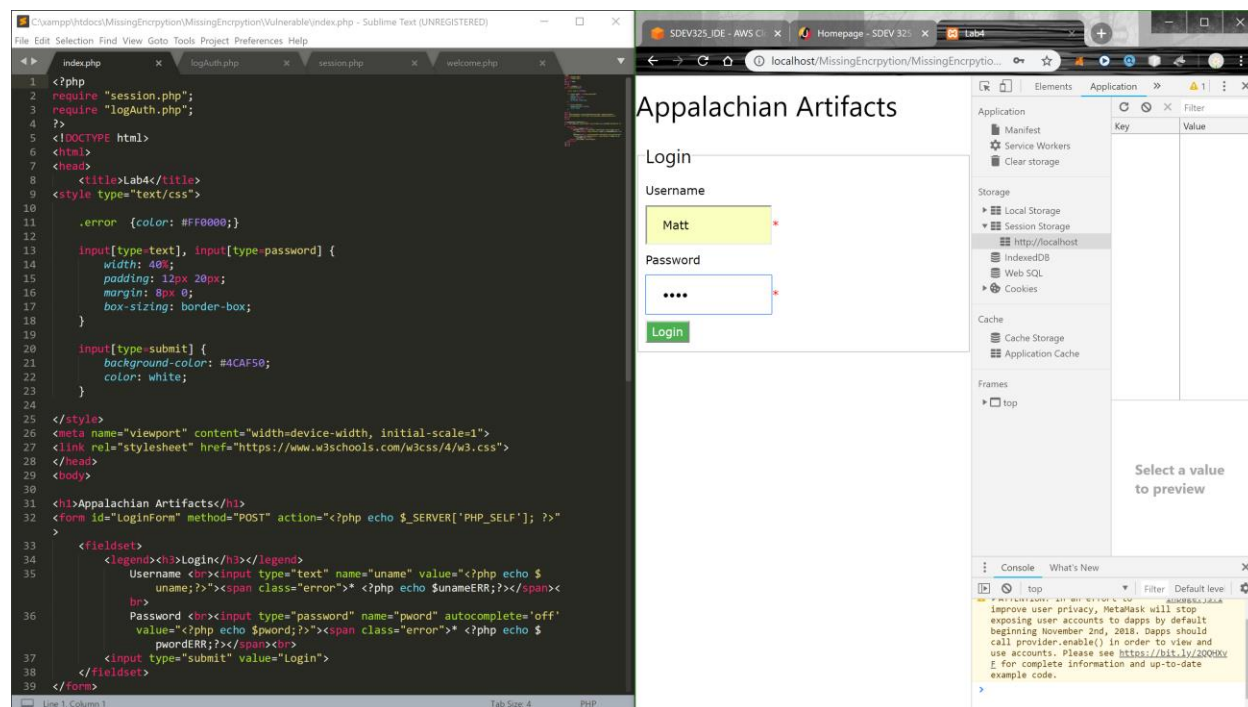 C:\xampp\htdocs\MissingEncrpytion\MissingEncrpytion\Vulnerable\index.php - Sublime Text (UNREGISTERED)
File Edit Selection Find View Goto Tools Project Preferences Help
index.php × logAuth.php × session.php × welcome.php ×
1 <?php
2 require "session.php";
3 require "logAuth.php";
4 ?>
5 <!DOCTYPE html>
6 <html>
7 <head>
8 <title>Lab4</title>
9 <style type="text/css">
10
11 .error {color: #FF0000;}
12
13 input[type=text], input[type=password] {
14 width: 40%;
15 padding: 12px 20px;
16 margin: 8px 0;
17 box-sizing: border-box;
18 }
19
20 input[type=submit] {
21 background-color: #4CAF50;
22 color: white;
23 }
24
25 </style>
26 <meta name="viewport" content="width=device-width, initial-scale=1">
27 <link rel="stylesheet" href="https://www.w3schools.com/w3css/4/w3.css">
28 </head>
29 <body>
30
31 <h1>Appalachian Artifacts</h1>
32 <form id="LoginForm" method="POST" action="<?php echo $_SERVER['PHP_SELF']; ?>"
>
33 <fieldset>
34 <legend><h3>Login</h3></legend>
35 Username <br><input type="text" name="uname" value="<?php echo $
uname;?>"><span class="error">* <?php echo $unameERR;?></span><
br>
36 Password <br><input type="password" name="pword" autocomplete='off'
value="<?php echo $pword;?>"><span class="error">* <?php echo $
pwordERR;?></span><br>
37 <input type="submit" value="Login">
38 </fieldset>
39 </form>
Line 1, Column 1
Tab Size: 4 PHP
SDEV325_IDE - AWS Cl × Homepage - SDEV 325 × Lab4
localhost/MissingEncrpytion/MissingEncrpytio...
Appalachian Artifacts
Login
Username
Matt
*
Password
••••
*
Login
Elements Application » 1
Application
Manifest
Service Workers
Clear storage
Storage
Local Storage
Session Storage
http://localhost
IndexedDB
Web SQL
Cookies
Cache
Cache Storage
Application Cache
Frames
top
Filter
Key Value
Select a value
to preview
Console What's New
top Filter Default leve
improve user privacy, MetaMask will stop
exposing user accounts to dapps by default
beginning November 2nd, 2018. Dapps should
call provider.enable() in order to view and
use accounts. Please see https://bit.ly/2QQHXv
F for complete information and up-to-date
example code.
>